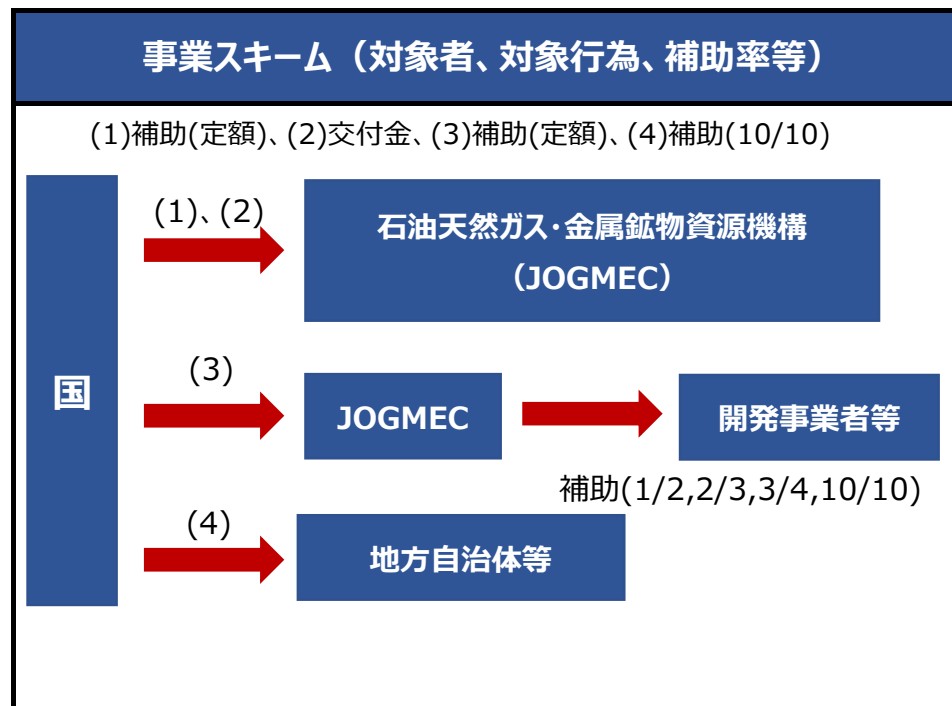 事業スキーム（対象者、対象行為、補助率等）
(1)補助(定額)、(2)交付金、(3)補助(定額)、(4)補助(10/10)
国
(1)、(2)
石油天然ガス・金属鉱物資源機構
（JOGMEC）
(3)
JOGMEC
開発事業者等
補助(1/2,2/3,3/4,10/10)
(4)
地方自治体等